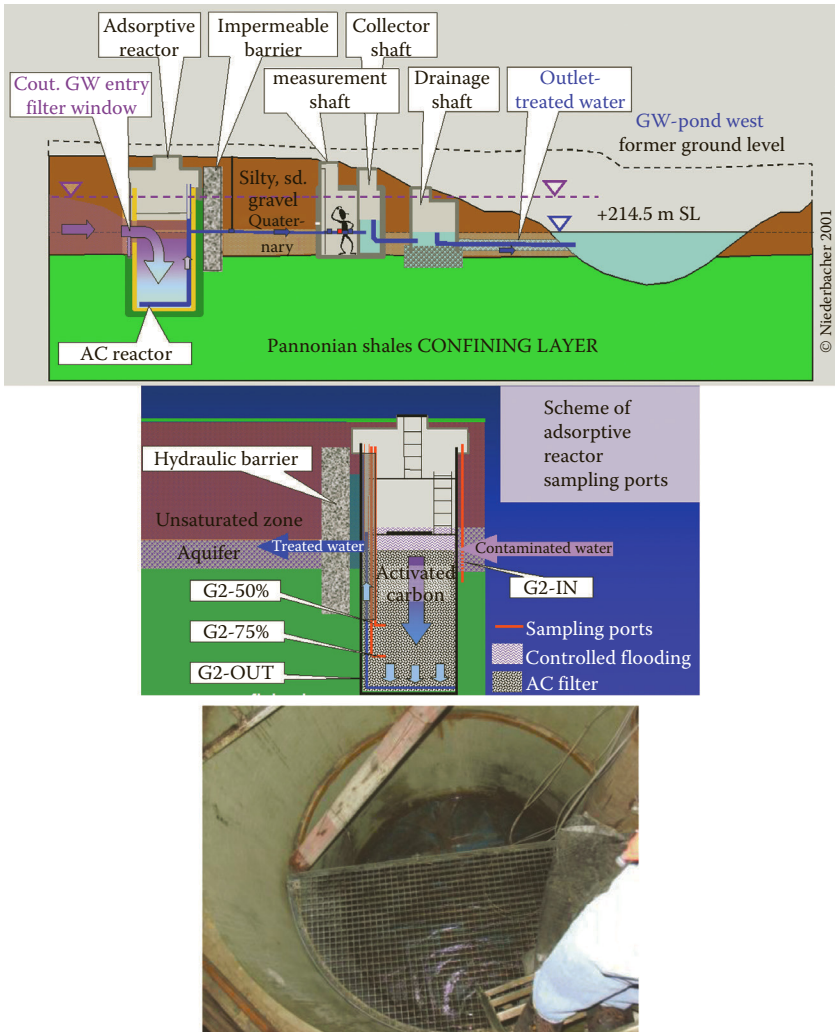 Adsorptive
reactor
Impermeable
barrier
Collector
shaft
Cout. GW entry
filter window
measurement
shaft
Drainage
shaft
Outlet-
treated water
GW-pond west
former ground level
Silty, sd.
gravel
Quater-
nary
+214.5 m SL
AC reactor
Pannonian shales CONFINING LAYER
© Niederbacher 2001
Scheme of
adsorptive
reactor
sampling ports
Hydraulic barrier
Unsaturated zone
Aquifer
Treated water
Contaminated water
Activated
carbon
G2-IN
G2-50%
G2-75%
G2-OUT
Sampling ports
Controlled flooding
AC filter